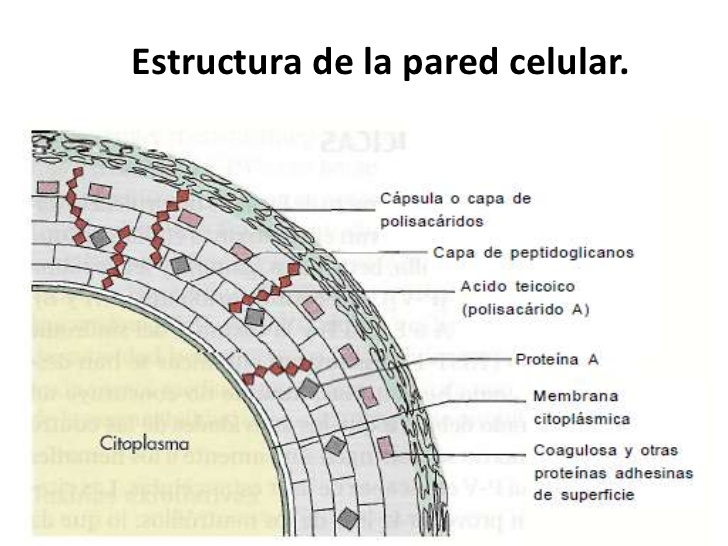 Estructura de la pared celular.
Cápsula o capa de
polisacáridos
Capa de peptidoglicanos
Acido teicoico
(polisacárido A)
Proteína A
Membrana
citoplásmica
Coagulosa y otras
proteínas adhesinas
de superficie
Citoplasma